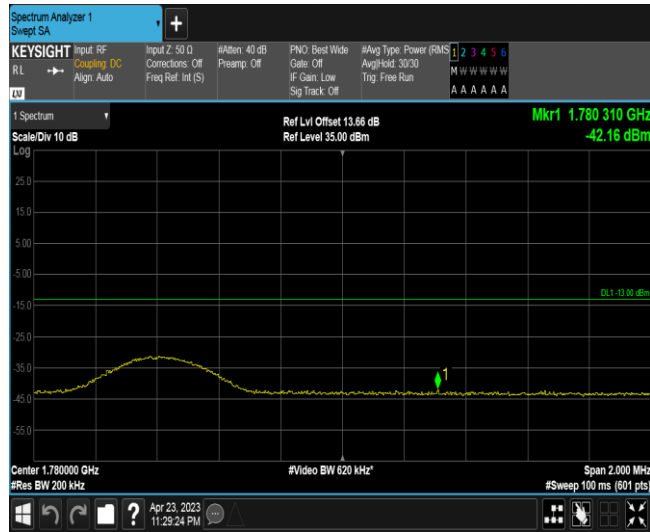 Spectrum Analyzer 1
Swept SA
+
KEYSIGHT
RL
LXI
Input: RF
Coupling: DC
Align: Auto
Input Z: 50 Ω
Corrections: Off
Freq Ref: Int (S)
#Atten: 40 dB
Preamp: Off
PNO: Best Wide
Gate: Off
IF Gain: Low
Sig Track: Off
#Avg Type: Power (RMS
Avg|Hold: 30/30
Trig: Free Run
1 2 3 4 5 6
M W W W W W
A A A A A A
1 Spectrum
Scale/Div 10 dB
Ref Lvl Offset 13.66 dB
Ref Level 35.00 dBm
Mkr1 1.780 310 GHz
-42.16 dBm
Log
25.0
15.0
5.00
-5.00
-15.0
-25.0
-35.0
-45.0
-55.0
DL1 -13.00 dBm
1
Center 1.780000 GHz
#Res BW 200 kHz
#Video BW 620 kHz*
Span 2.000 MHz
#Sweep 100 ms (601 pts)
?
Apr 23, 2023
11:29:24 PM